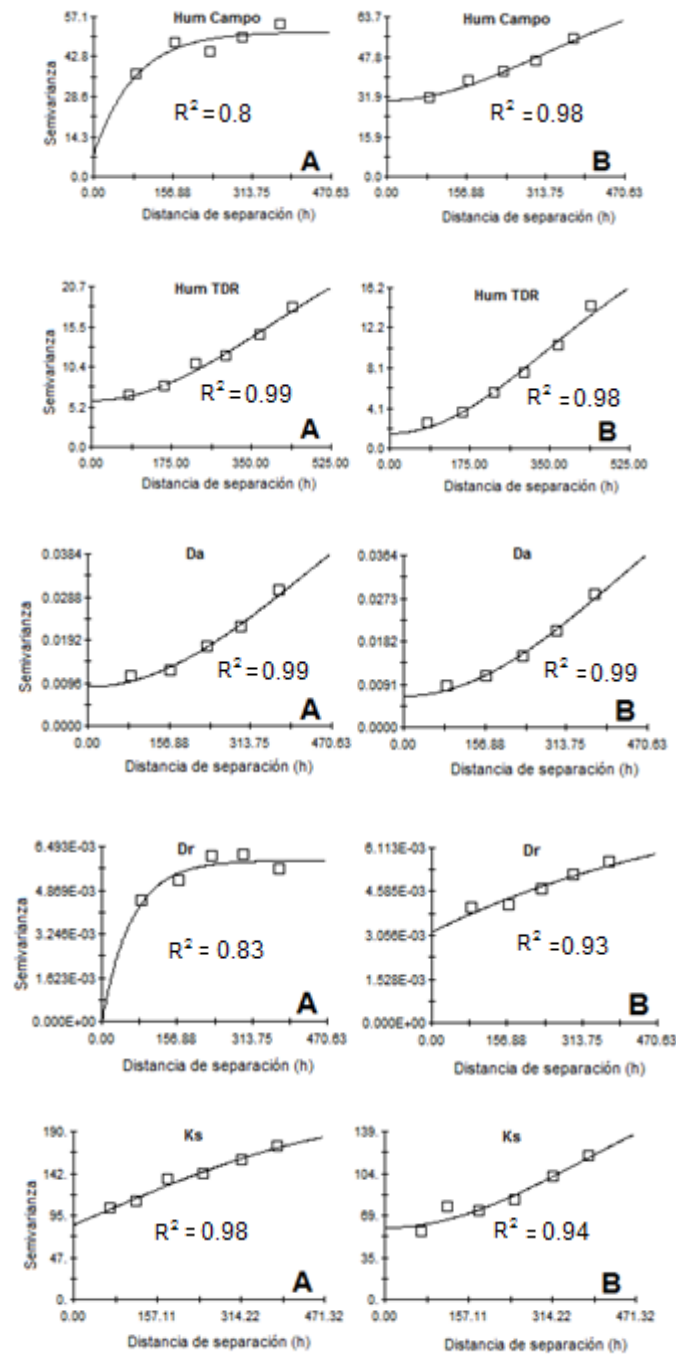 Hum Campo
57.1
42.8
28.6
14.3
0.0
Semivarianza
R² = 0.8
A
0.00 156.88 313.75 470.63
Distancia de separación (h)
Hum Campo
63.7
47.8
31.9
15.9
0.0
R² = 0.98
B
0.00 156.88 313.75 470.63
Distancia de separación (h)
Hum TDR
20.7
15.5
10.4
5.2
0.0
Semivarianza
R² = 0.99
A
0.00 175.00 350.00 525.00
Distancia de separación (h)
Hum TDR
16.2
12.2
8.1
4.1
0.0
R² = 0.98
B
0.00 175.00 350.00 525.00
Distancia de separación (h)
Da
0.0384
0.0288
0.0192
0.0096
0.0000
Semivarianza
R² = 0.99
A
0.00 156.88 313.75 470.63
Distancia de separación (h)
Da
0.0364
0.0273
0.0182
0.0091
0.0000
R² = 0.99
B
0.00 156.88 313.75 470.63
Distancia de separación (h)
Dr
6.493E-03
4.869E-03
3.246E-03
1.623E-03
0.000E+00
Semivarianza
R² = 0.83
A
0.00 156.88 313.75 470.63
Distancia de separación (h)
Dr
6.113E-03
4.585E-03
3.056E-03
1.528E-03
0.000E+00
R² = 0.93
B
0.00 156.88 313.75 470.63
Distancia de separación (h)
Ks
190.
142.
95.
47.
0.
Semivarianza
R² = 0.98
A
0.00 157.11 314.22 471.32
Distancia de separación (h)
Ks
139.
104.
69.
35.
0.
R² = 0.94
B
0.00 157.11 314.22 471.32
Distancia de separación (h)